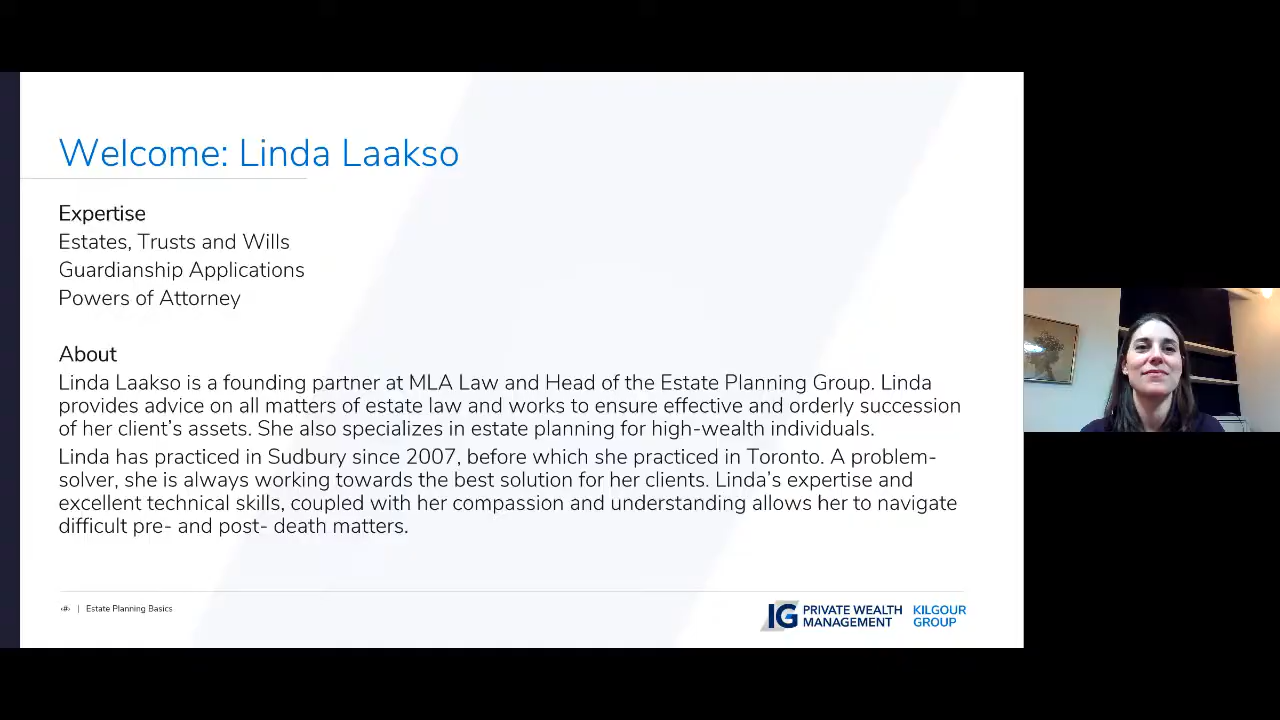 Welcome: Linda Laakso
Expertise
Estates, Trusts and Wills
Guardianship Applications
Powers of Attorney
About
Linda Laakso is a founding partner at MLA Law and Head of the Estate Planning Group. Linda
provides advice on all matters of estate law and works to ensure effective and orderly succession
of her client's assets. She also specializes in estate planning for high-wealth individuals.
Linda has practiced in Sudbury since 2007, before which she practiced in Toronto. A problem-
solver, she is always working towards the best solution for her clients. Linda's expertise and
excellent technical skills, coupled with her compassion and understanding allows her to navigate
difficult pre- and post- death matters.
‹#› | Estate Planning Basics
IG PRIVATE WEALTH MANAGEMENT
KILGOUR GROUP